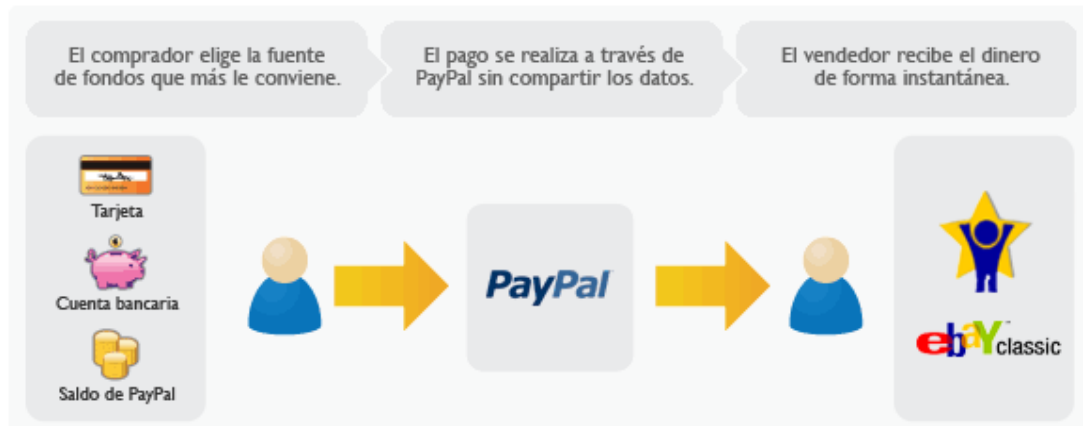 El comprador elige la fuente
de fondos que más le conviene.
El pago se realiza a través de
PayPal sin compartir los datos.
El vendedor recibe el dinero
de forma instantánea.
Tarjeta
Cuenta bancaria
Saldo de PayPal
PayPal
ebaY classic